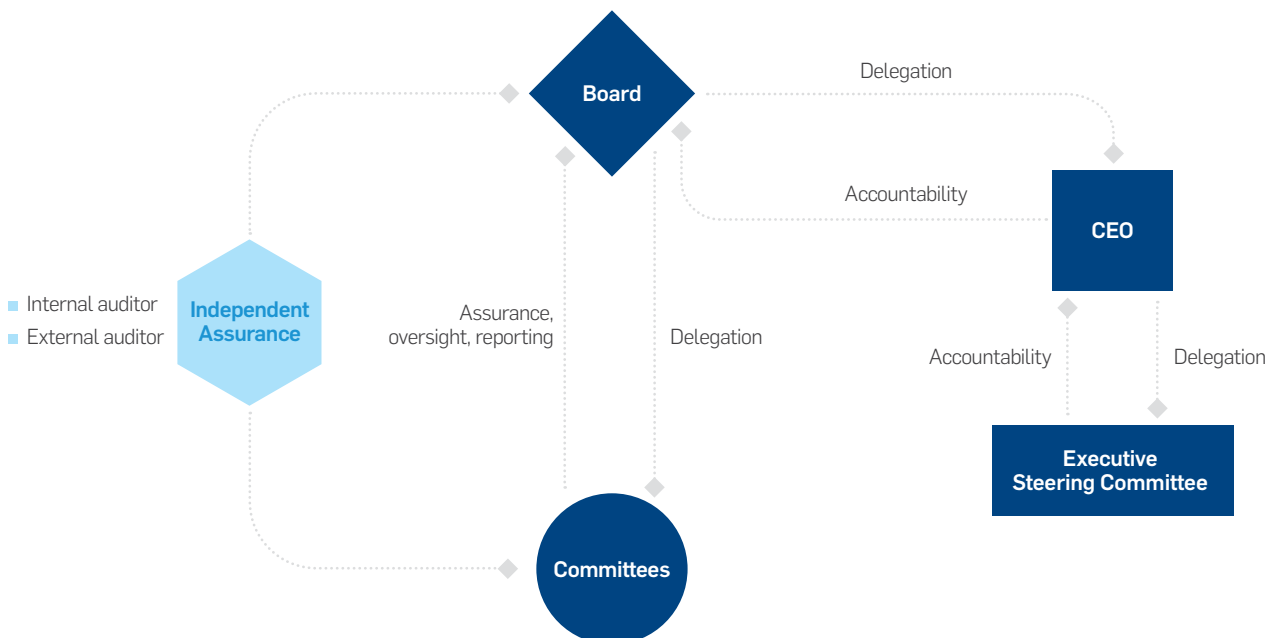 Board
Delegation
Accountability
CEO
Internal auditor
External auditor
Independent
Assurance
Assurance,
oversight, reporting
Delegation
Accountability
Delegation
Executive
Steering Committee
Committees